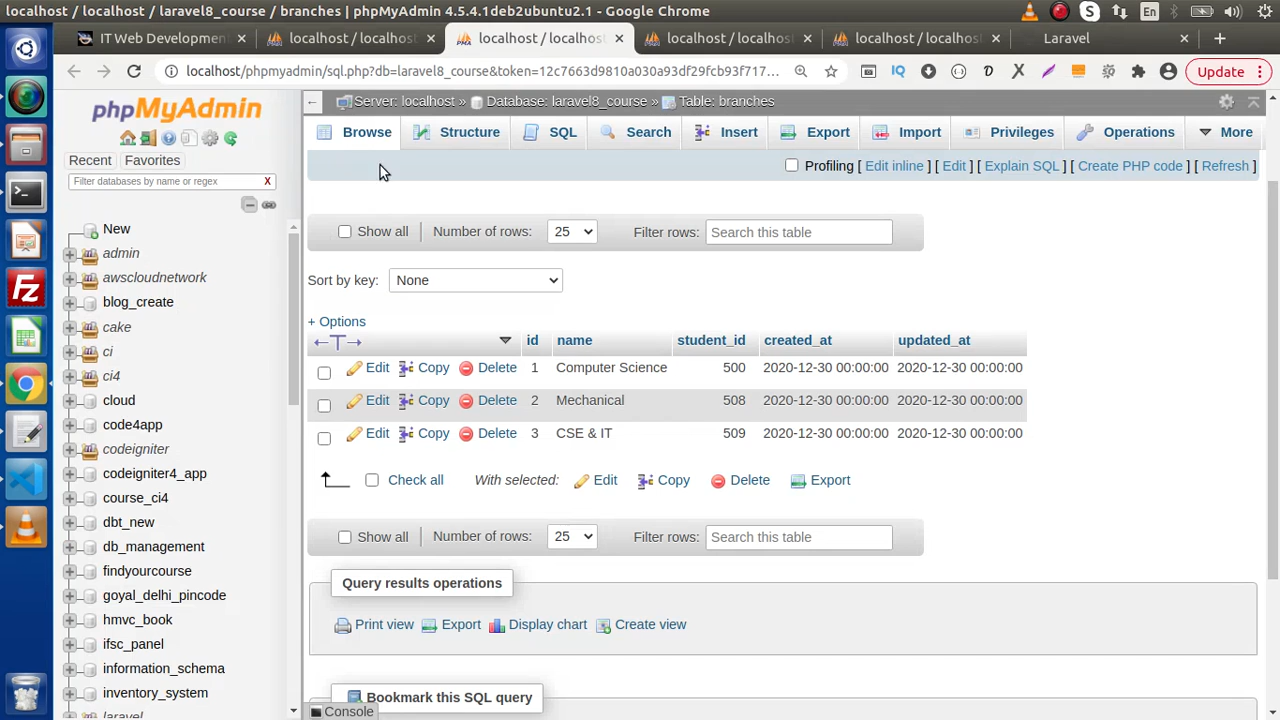 localhost / localhost / laravel8_course / branches | phpMyAdmin 4.5.4.1deb2ubuntu2.1 - Google Chrome
En
IT Web Developmen
localhost / localhost
localhost / localhost
localhost / localhost
localhost / localhost
Laravel
localhost/phpmyadmin/sql.php?db=laravel8_course&token=12c7663d9810a030a93df29fcb93f717...
Update
phpMyAdmin
Recent
Favorites
Filter databases by name or regex X
New
admin
awscloudnetwork
blog_create
cake
ci
ci4
cloud
code4app
codeigniter
codeigniter4_app
course_ci4
dbt_new
db_management
findyourcourse
goyal_delhi_pincode
hmvc_book
ifsc_panel
information_schema
inventory_system
laravel
Server: localhost » Database: laravel8_course » Table: branches
Browse Structure SQL Search Insert Export Import Privileges Operations More
Profiling [ Edit inline ] [ Edit ] [ Explain SQL ] [ Create PHP code ] [ Refresh ]
Show all Number of rows: 25 Filter rows: Search this table
Sort by key: None
+ Options
id name student_id created_at updated_at
Edit Copy Delete 1 Computer Science 500 2020-12-30 00:00:00 2020-12-30 00:00:00
Edit Copy Delete 2 Mechanical 508 2020-12-30 00:00:00 2020-12-30 00:00:00
Edit Copy Delete 3 CSE & IT 509 2020-12-30 00:00:00 2020-12-30 00:00:00
Check all With selected: Edit Copy Delete Export
Show all Number of rows: 25 Filter rows: Search this table
Query results operations
Print view Export Display chart Create view
Bookmark this SQL query
Console